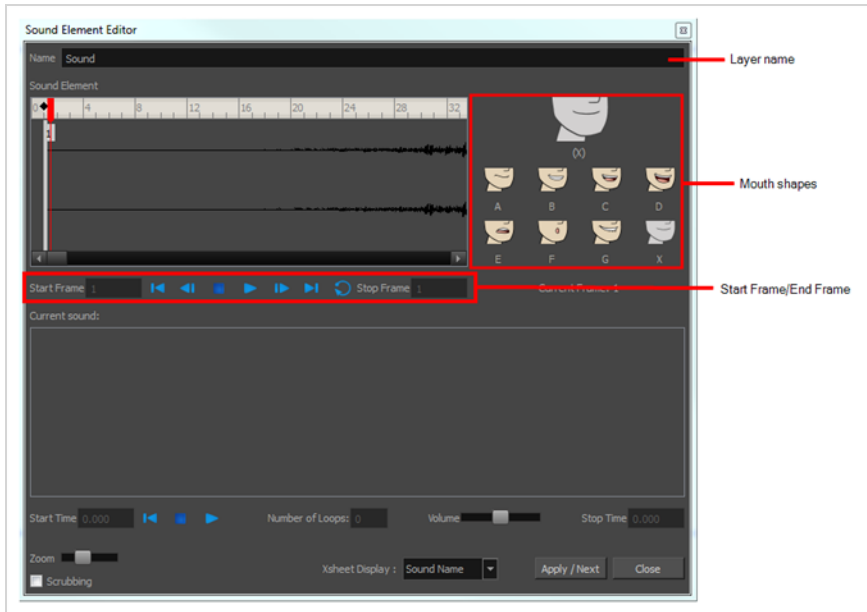 Sound Element Editor
Name Sound
Layer name
Sound Element
0 4 8 12 16 20 24 28 32
1
(X)
Mouth shapes
A B C D
E F G X
Start Frame 1 Stop Frame 1 Current Frame: 1
Start Frame/End Frame
Current sound:
Start Time 0.000 Number of Loops: 0 Volume Stop Time 0.000
Zoom
Xsheet Display : Sound Name Apply / Next Close
Scrubbing